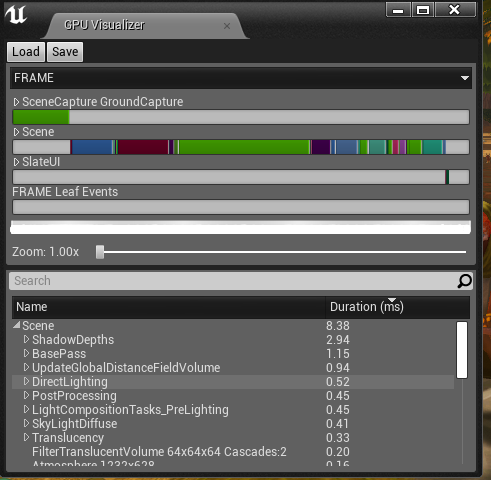 GPU Visualizer
Load Save
FRAME
SceneCapture GroundCapture
Scene
SlateUI
FRAME Leaf Events
Zoom: 1.00x
Search
Name Duration (ms)
Scene 8.38
ShadowDepths 2.94
BasePass 1.15
UpdateGlobalDistanceFieldVolume 0.94
DirectLighting 0.52
PostProcessing 0.45
LightCompositionTasks_PreLighting 0.45
SkyLightDiffuse 0.41
Translucency 0.33
FilterTranslucentVolume 64x64x64 Cascades:2 0.20
Atmosphere 1232x628 0.16